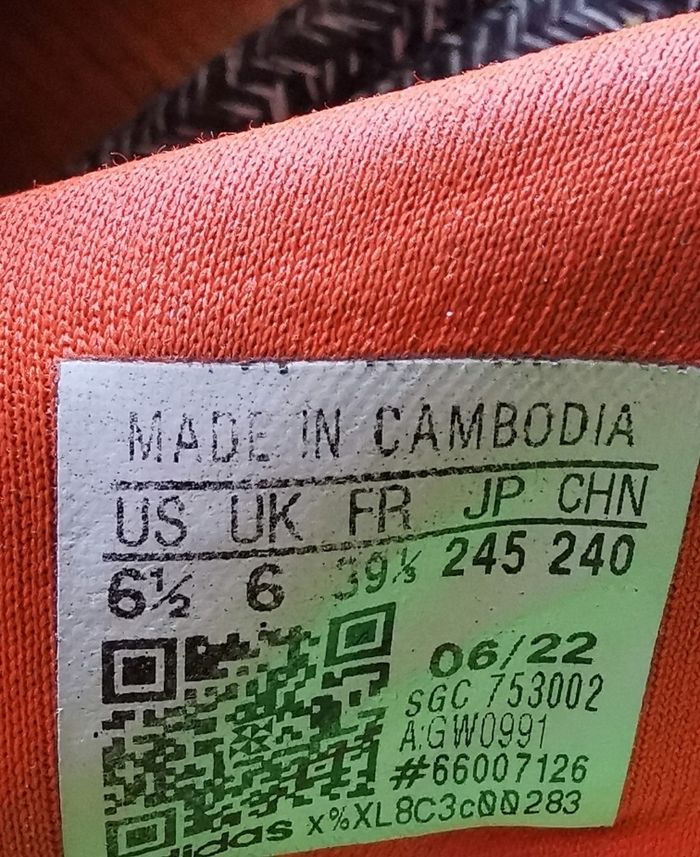 MADE IN CAMBODIA
US UK FR JP CHN
6½ 6 39⅓ 245 240
06/22
SGC 753002
A:GW0991
#66007126
adidas x%XL8C3c00283